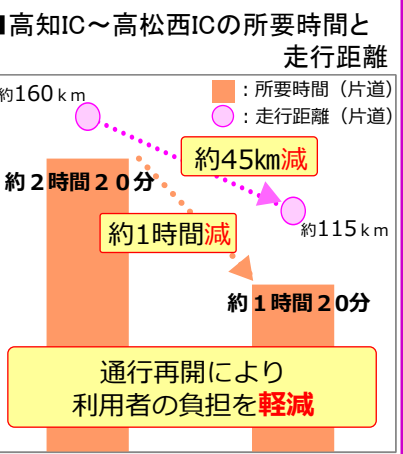 ■高知IC～高松西ICの所要時間と
走行距離
約160ｋｍ
：所要時間（片道）
：走行距離（片道）
約45㎞減
約２時間２０分
約1時間減
約115ｋｍ
約１時間２0分
通行再開により
利用者の負担を軽減